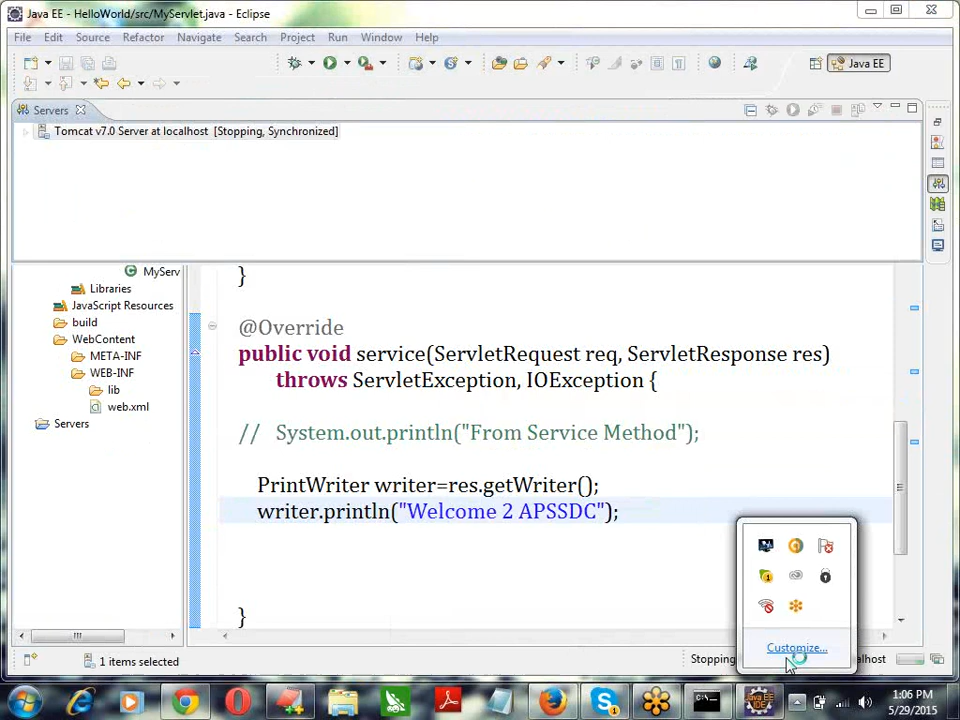 Java EE - HelloWorld/src/MyServlet.java - Eclipse
File Edit Source Refactor Navigate Search Project Run Window Help
Java EE
Servers
Tomcat v7.0 Server at localhost [Stopping, Synchronized]
MyServ
Libraries
JavaScript Resources
build
WebContent
META-INF
WEB-INF
lib
web.xml
Servers
}
@Override
public void service(ServletRequest req, ServletResponse res)
throws ServletException, IOException {
// System.out.println("From Service Method");
PrintWriter writer=res.getWriter();
writer.println("Welcome 2 APSSDC");
}
Customize...
1 items selected
Stopping
alhost
1:06 PM
5/29/2015